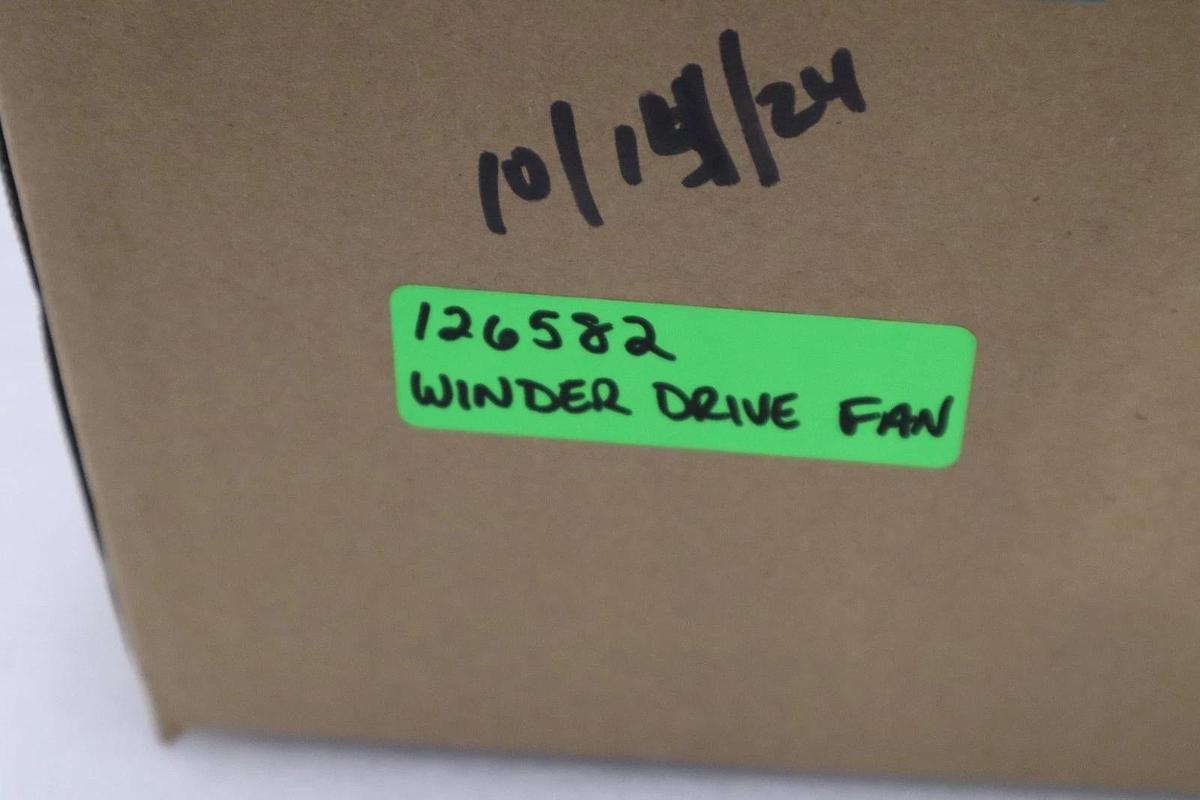 10/14/24
126582
WINDER DRIVE FAN